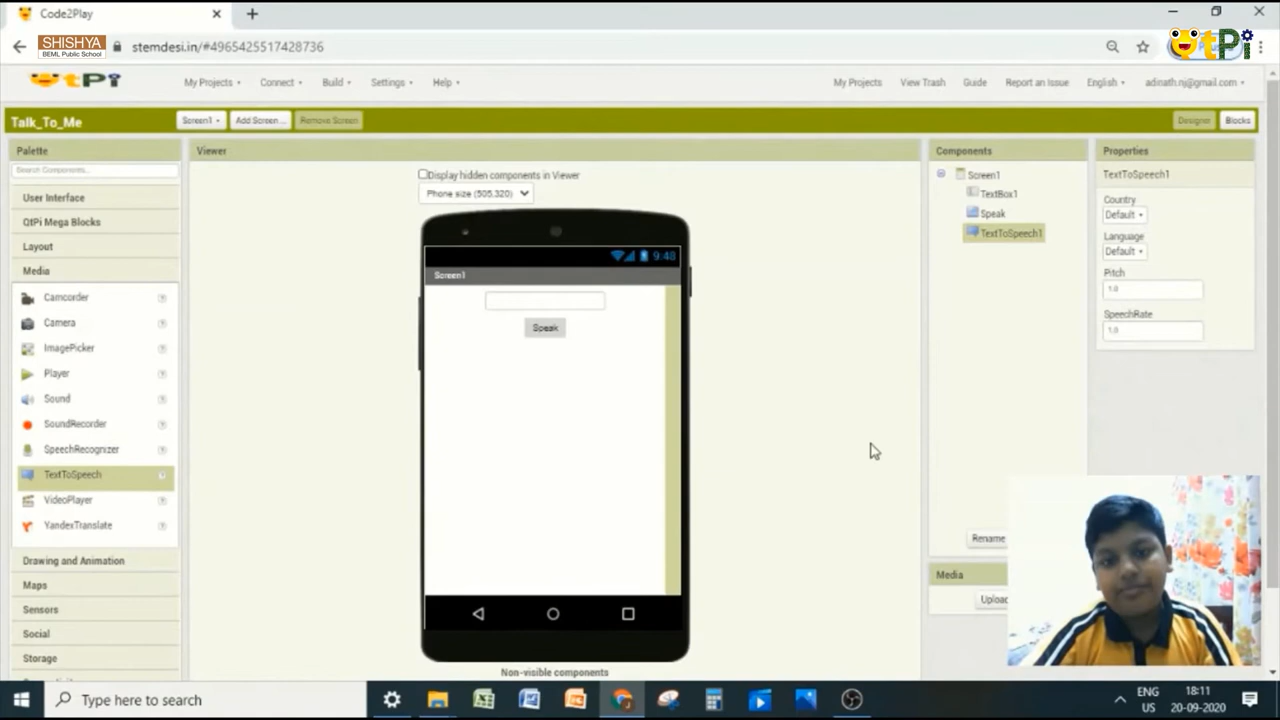 Code2Play
SHISHYA
BEML Public School
stemdesi.in/#4965425517428736
QtPi
QtPi
My Projects
Connect
Build
Settings
Help
My Projects
View Trash
Guide
Report an Issue
English
adinath.nj@gmail.com
Talk_To_Me
Screen1
Add Screen ...
Remove Screen
Designer
Blocks
Palette
Search Components...
User Interface
QtPi Mega Blocks
Layout
Media
Camcorder
Camera
ImagePicker
Player
Sound
SoundRecorder
SpeechRecognizer
TextToSpeech
VideoPlayer
YandexTranslate
Drawing and Animation
Maps
Sensors
Social
Storage
Viewer
Display hidden components in Viewer
Phone size (505,320)
9:48
Screen1
Speak
Non-visible components
Components
Screen1
TextBox1
Speak
TextToSpeech1
Rename
Media
Properties
TextToSpeech1
Country
Default
Language
Default
Pitch
1.0
SpeechRate
1.0
Type here to search
ENG
US
18:11
20-09-2020